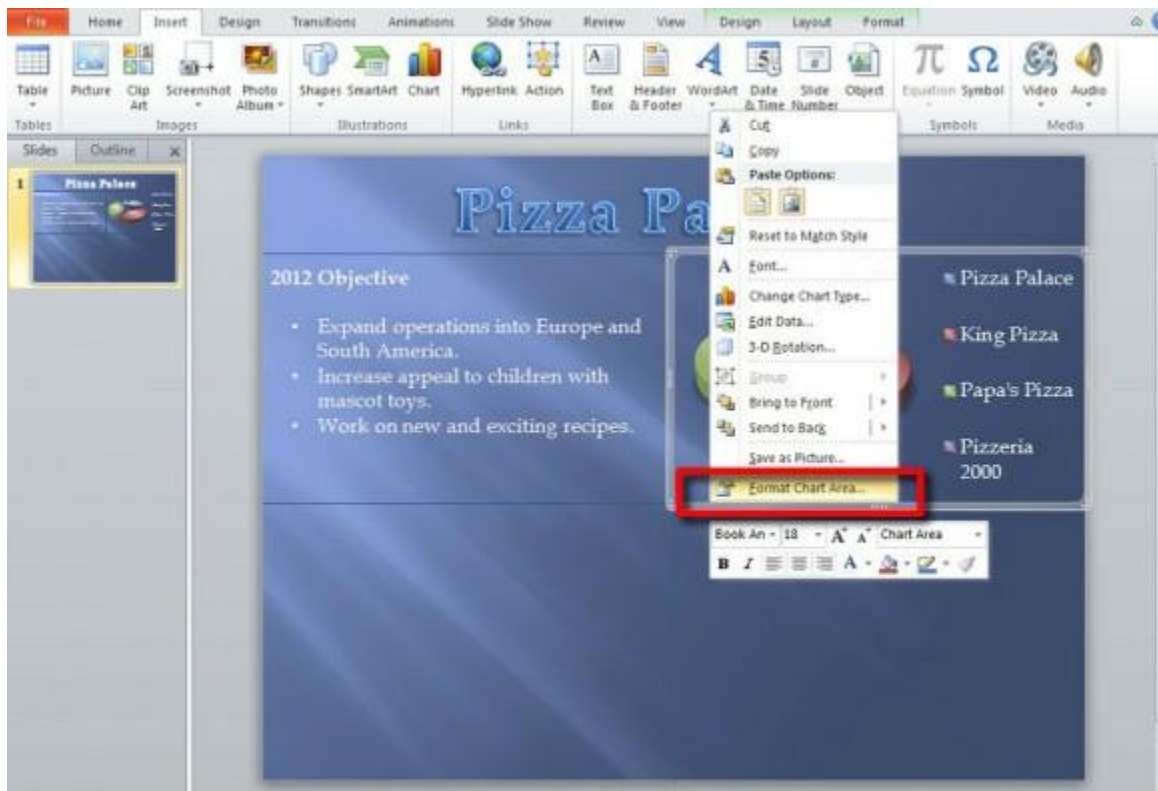 File Home Insert Design Transitions Animations Slide Show Review View Design Layout Format
Table Picture Clip Art Screenshot Photo Album Shapes SmartArt Chart Hyperlink Action Text Box Header & Footer WordArt Date & Time Slide Number Object Equation Symbol Video Audio
Tables Images Illustrations Links Symbols Media
Slides Outline
1
Pizza Palace
Pizza Pa
2012 Objective
• Expand operations into Europe and
South America.
• Increase appeal to children with
mascot toys.
• Work on new and exciting recipes.
Cut
Copy
Paste Options:
Reset to Match Style
Font...
Change Chart Type...
Edit Data...
3-D Rotation...
Group
Bring to Front
Send to Back
Save as Picture...
Format Chart Area...
Pizza Palace
King Pizza
Papa's Pizza
Pizzeria
2000
Book An 18 A A Chart Area
B I A